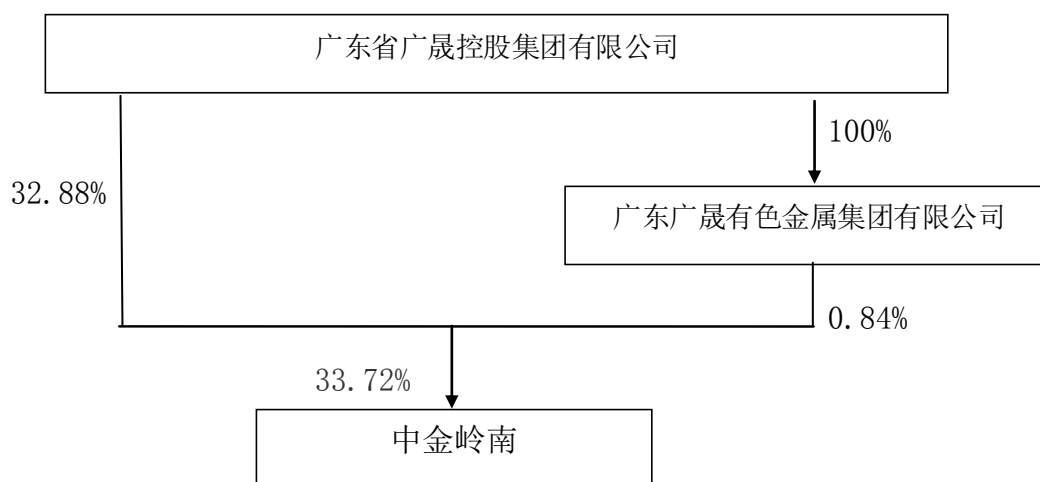 广东省广晟控股集团有限公司
100%
32.88%
广东广晟有色金属集团有限公司
0.84%
33.72%
中金岭南